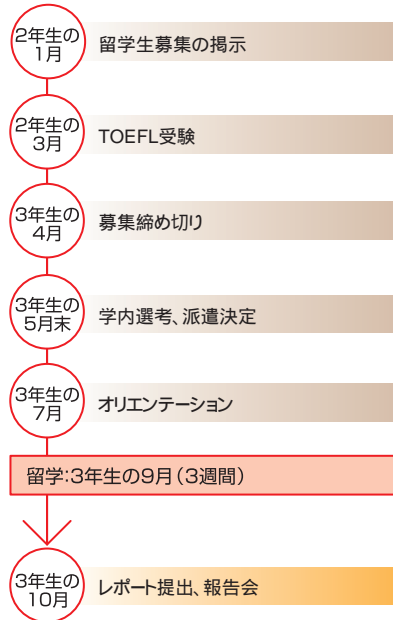 2年生の
1月
留学生募集の掲示
2年生の
3月
TOEFL受験
3年生の
4月
募集締め切り
3年生の
5月末
学内選考、派遣決定
3年生の
7月
オリエンテーション
留学：3年生の9月（3週間）
3年生の
10月
レポート提出、報告会